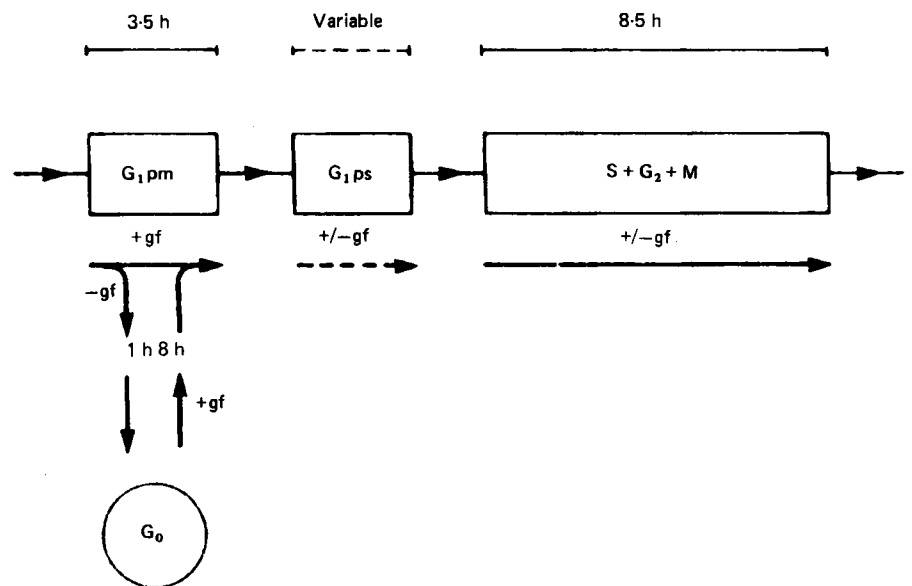 3·5 h
Variable
8·5 h
G₁pm
G₁ps
S + G₂ + M
+gf
+/−gf
+/−gf
−gf
1 h 8 h
+gf
G₀